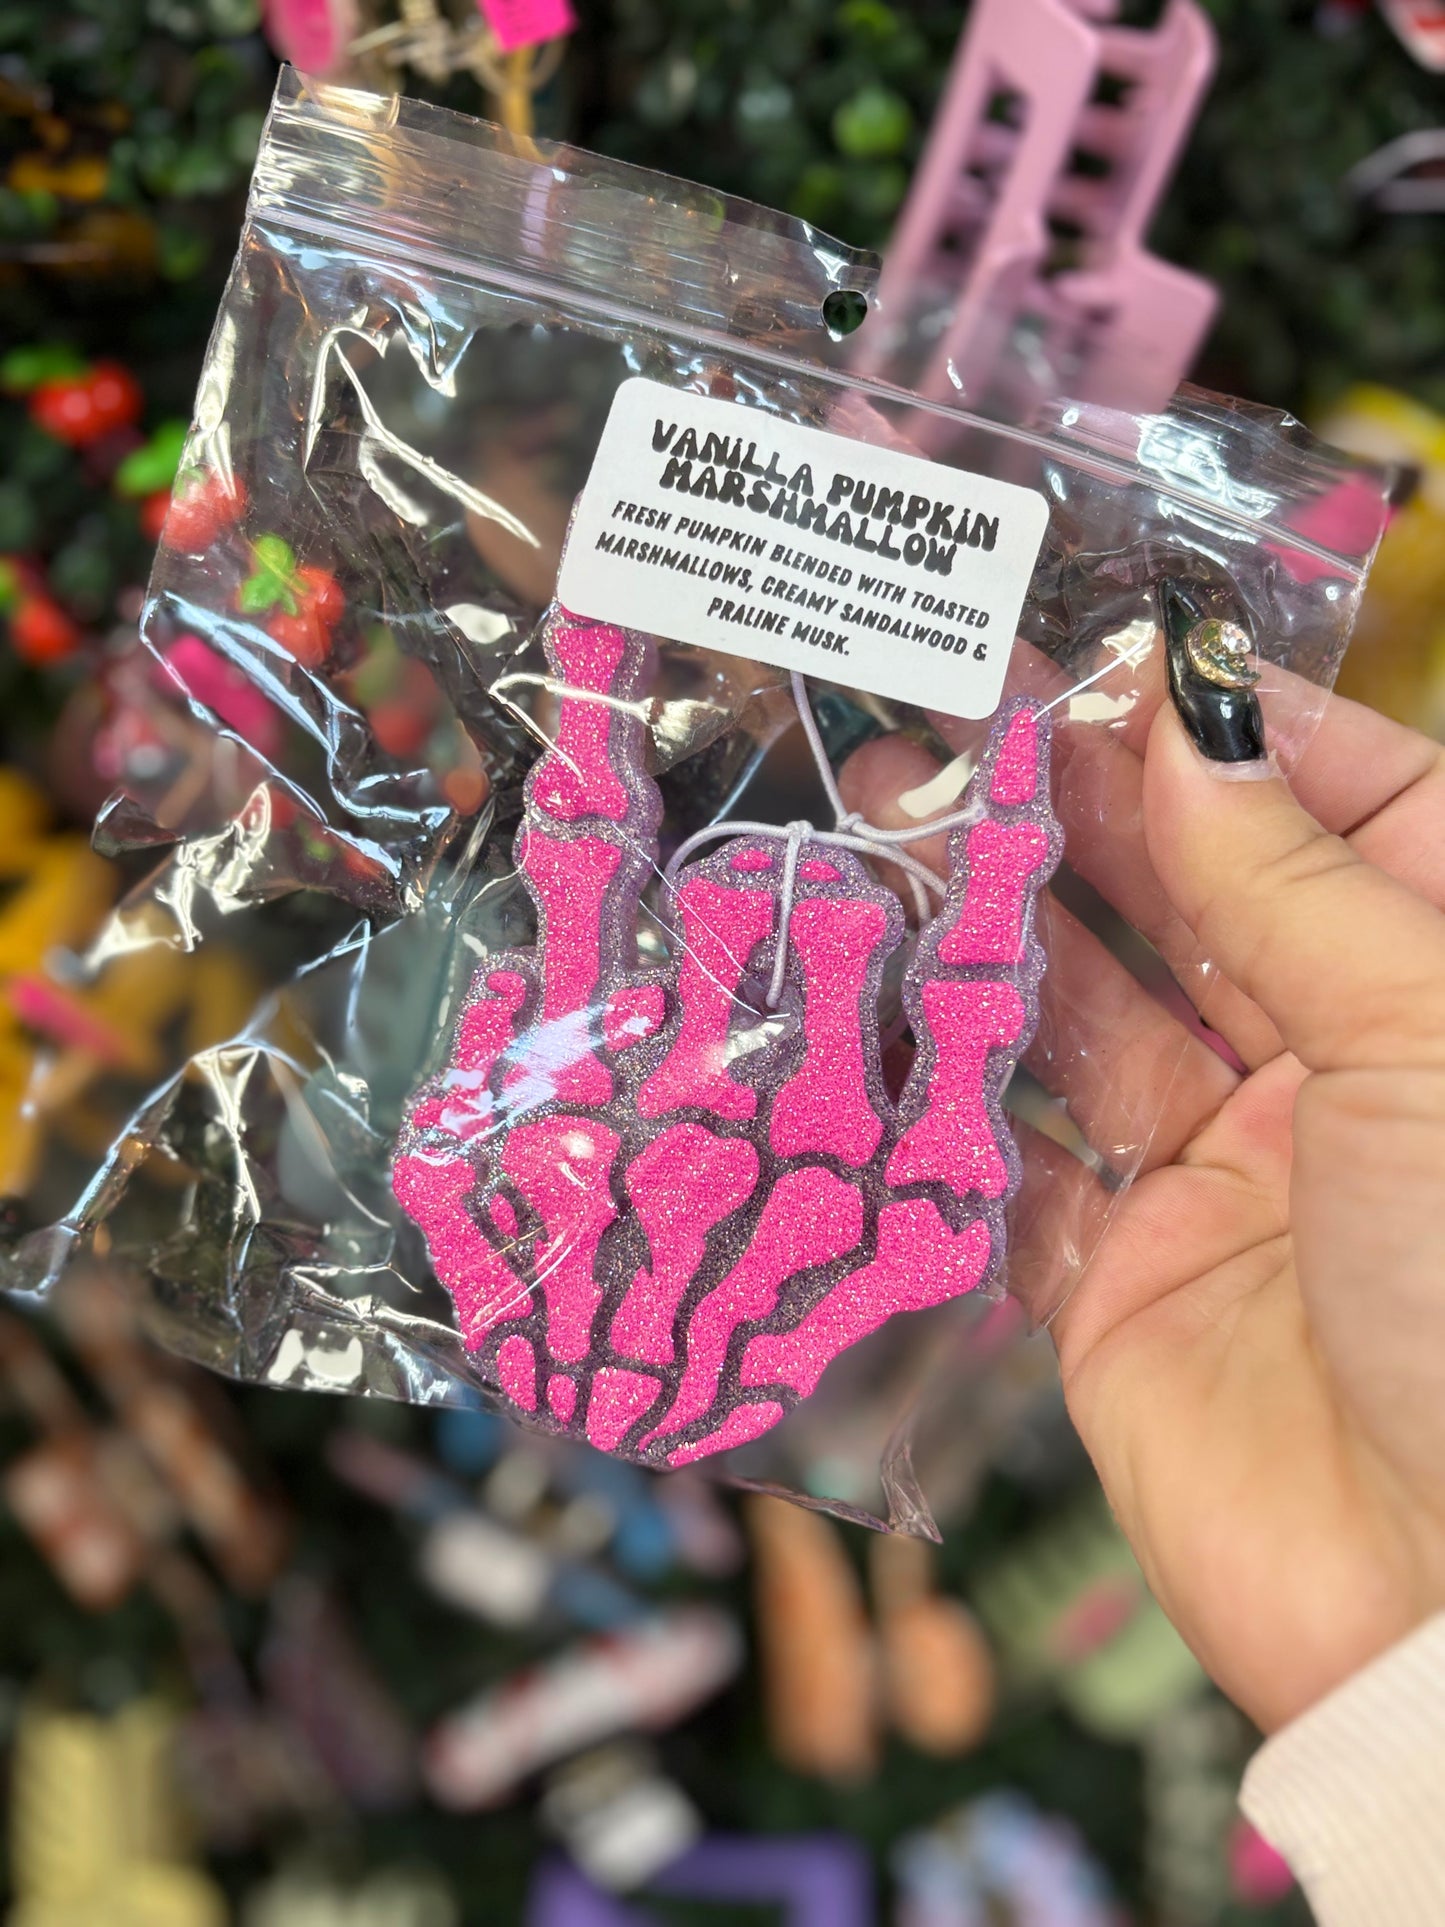 VANiLLA PUMPKiN
MARSHMALLOW
FRESH PUMPKIN BLENDED WITH TOASTED
MARSHMALLOWS, CREAMY SANDALWOOD &
PRALINE MUSK.